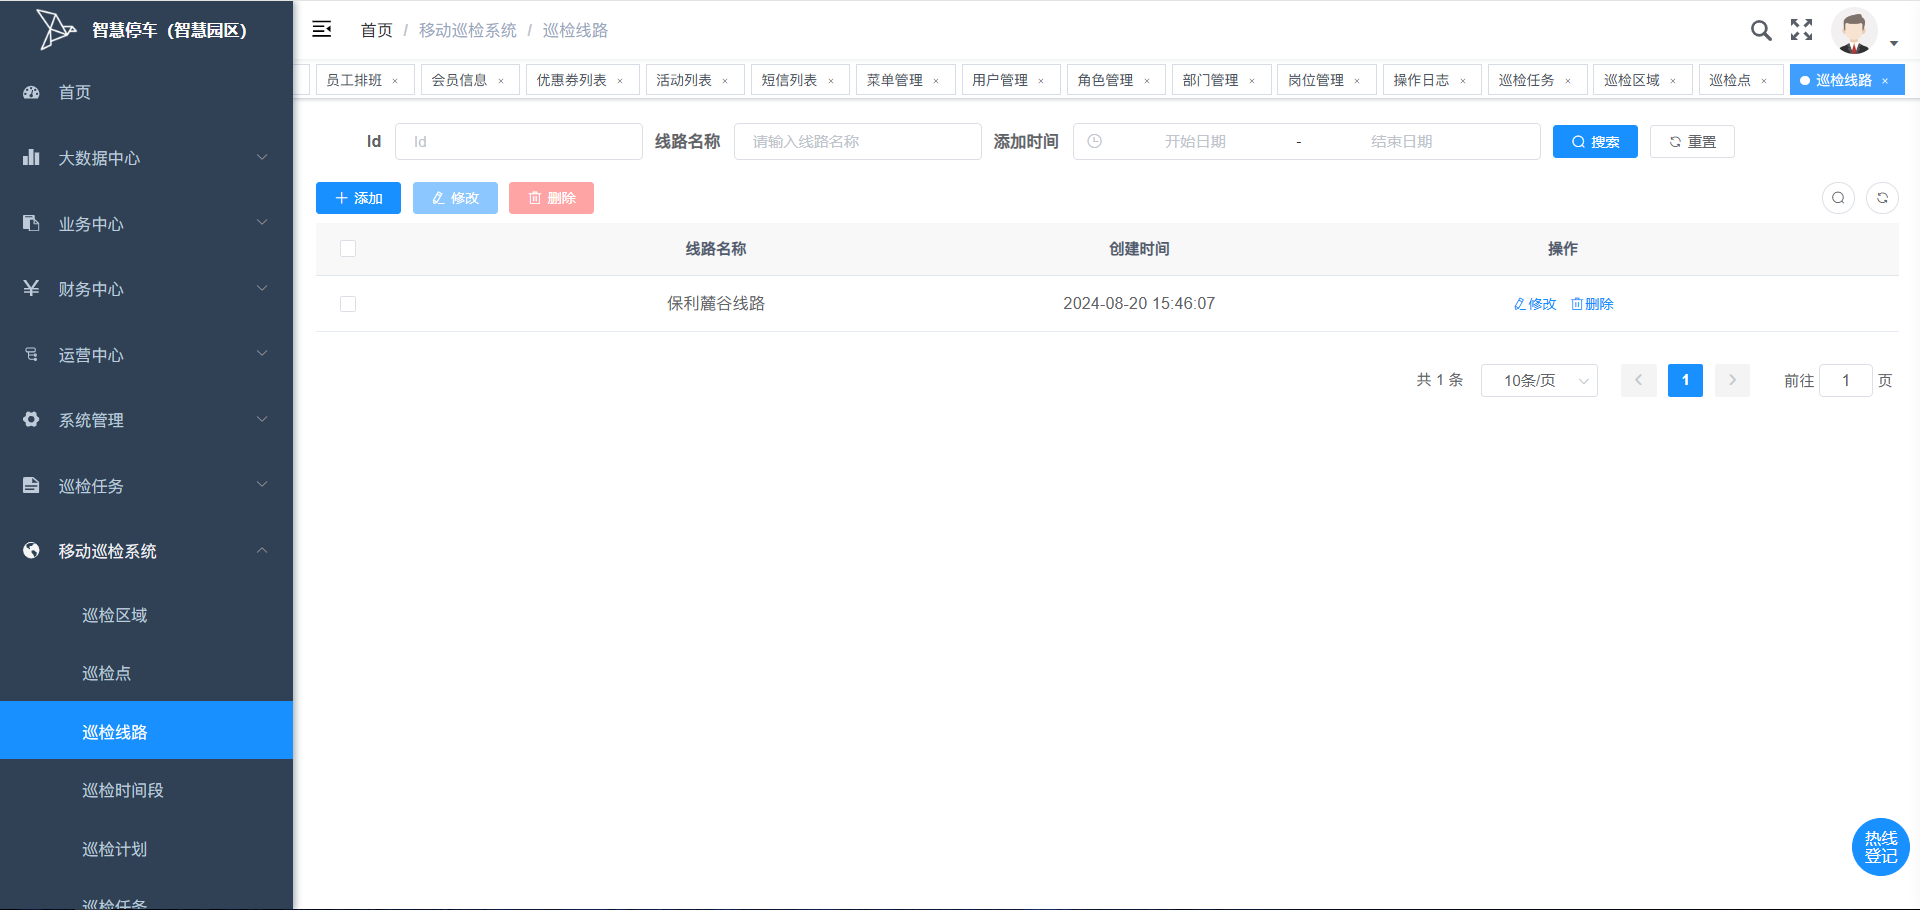 智慧停车（智慧园区）
首页
大数据中心
业务中心
财务中心
运营中心
系统管理
巡检任务
移动巡检系统
巡检区域
巡检点
巡检线路
巡检时间段
巡检计划
巡检任务
首页 / 移动巡检系统 / 巡检线路
员工排班 × 会员信息 × 优惠券列表 × 活动列表 × 短信列表 × 菜单管理 × 用户管理 × 角色管理 × 部门管理 × 岗位管理 × 操作日志 × 巡检任务 × 巡检区域 × 巡检点 × 巡检线路 ×
Id Id 线路名称 请输入线路名称 添加时间 开始日期 - 结束日期 搜索 重置
添加 修改 删除
线路名称 创建时间 操作
保利麓谷线路 2024-08-20 15:46:07 修改 删除
共 1 条 10条/页 1 前往 1 页
热线
登记